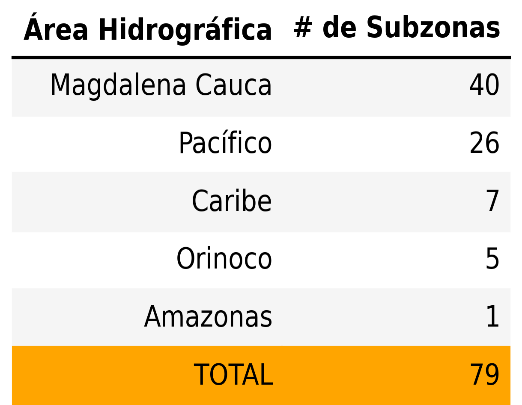 Área Hidrográfica # de Subzonas
Magdalena Cauca 40
Pacífico 26
Caribe 7
Orinoco 5
Amazonas 1
TOTAL 79